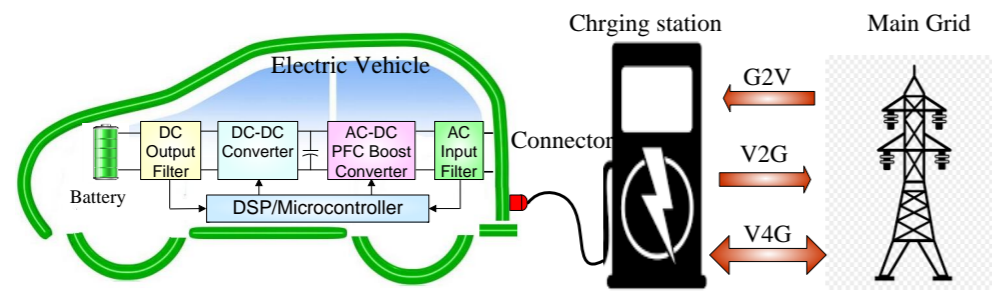 Chrging station
Main Grid
Electric Vehicle
G2V
Connector
V2G
V4G
Battery
DC
Output
Filter
DC-DC
Converter
AC-DC
PFC Boost
Converter
AC
Input
Filter
DSP/Microcontroller